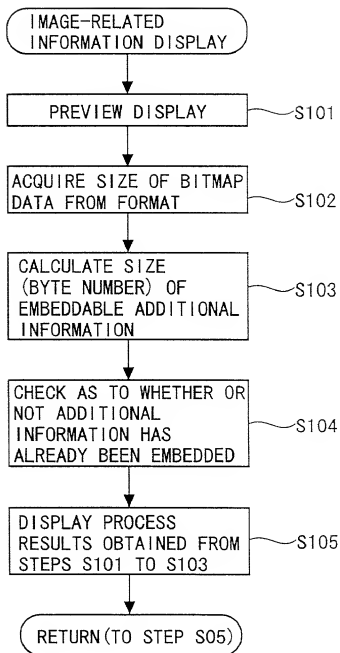 IMAGE-RELATED
INFORMATION DISPLAY
PREVIEW DISPLAY
S101
ACQUIRE SIZE OF BITMAP
DATA FROM FORMAT
S102
CALCULATE SIZE
(BYTE NUMBER) OF
EMBEDDABLE ADDITIONAL
INFORMATION
S103
CHECK AS TO WHETHER OR
NOT ADDITIONAL
INFORMATION HAS
ALREADY BEEN EMBEDDED
S104
DISPLAY PROCESS
RESULTS OBTAINED FROM
STEPS S101 TO S103
S105
RETURN(TO STEP S05)